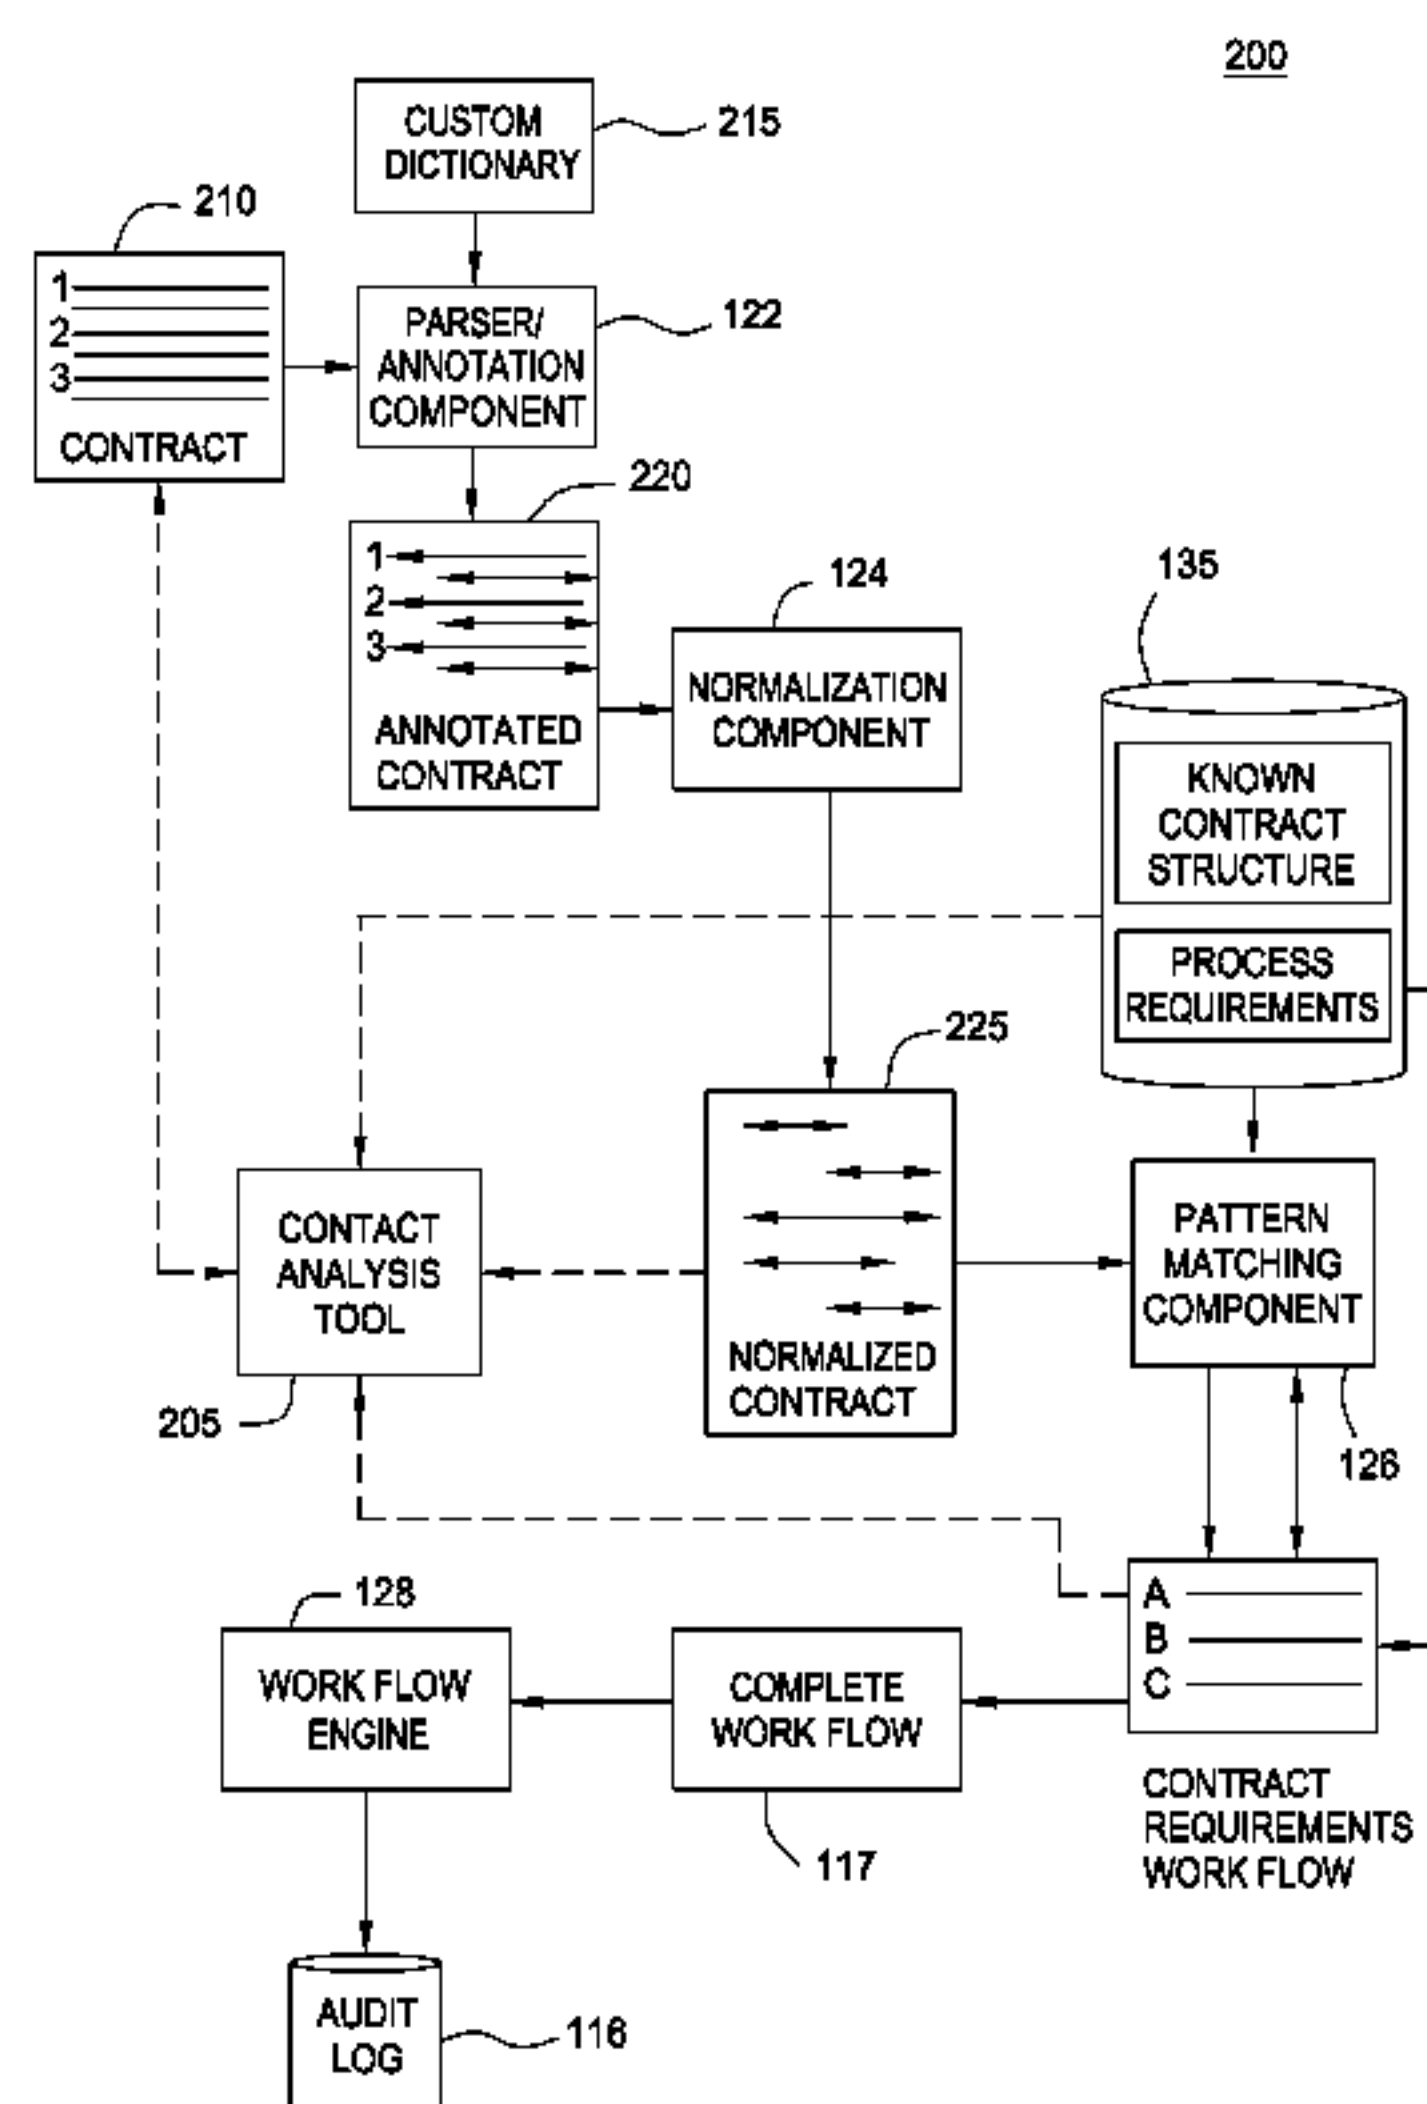 200
CUSTOM
DICTIONARY
215
210
1
2
3
CONTRACT
PARSER/
ANNOTATION
COMPONENT
122
220
1
2
3
ANNOTATED
CONTRACT
124
NORMALIZATION
COMPONENT
135
KNOWN
CONTRACT
STRUCTURE
PROCESS
REQUIREMENTS
225
NORMALIZED
CONTRACT
CONTACT
ANALYSIS
TOOL
205
PATTERN
MATCHING
COMPONENT
126
A
B
C
CONTRACT
REQUIREMENTS
WORK FLOW
128
WORK FLOW
ENGINE
COMPLETE
WORK FLOW
117
AUDIT
LOG
116